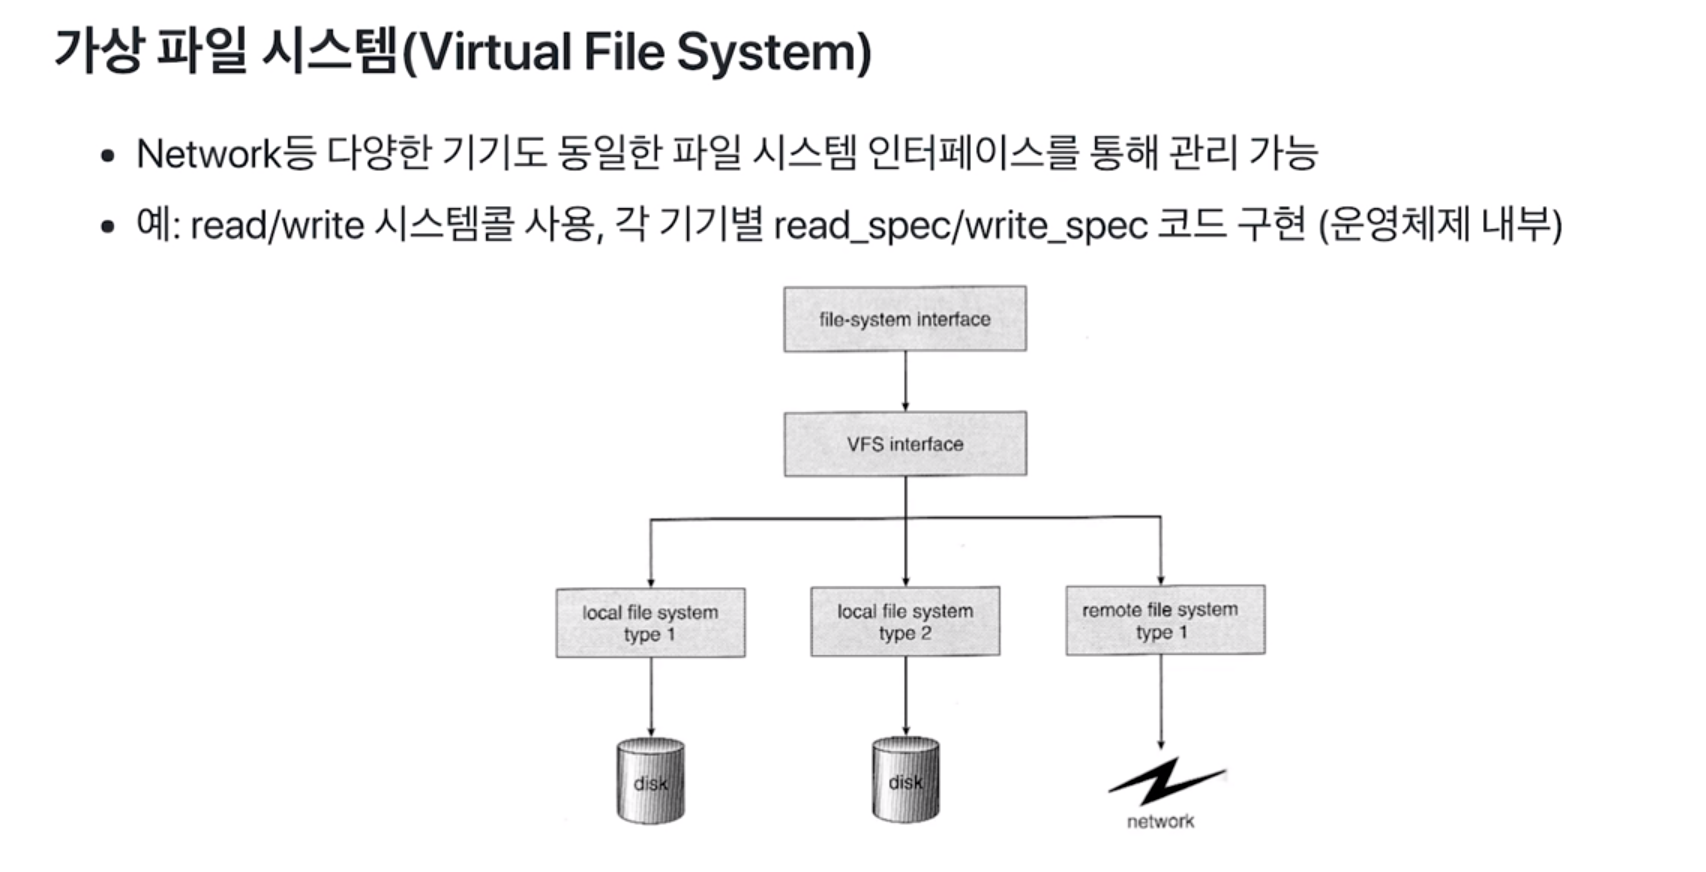 가상 파일 시스템(Virtual File System)
• Network등 다양한 기기도 동일한 파일 시스템 인터페이스를 통해 관리 가능
• 예: read/write 시스템콜 사용, 각 기기별 read_spec/write_spec 코드 구현 (운영체제 내부)
file-system interface
VFS interface
local file system
type 1
local file system
type 2
remote file system
type 1
disk
disk
network